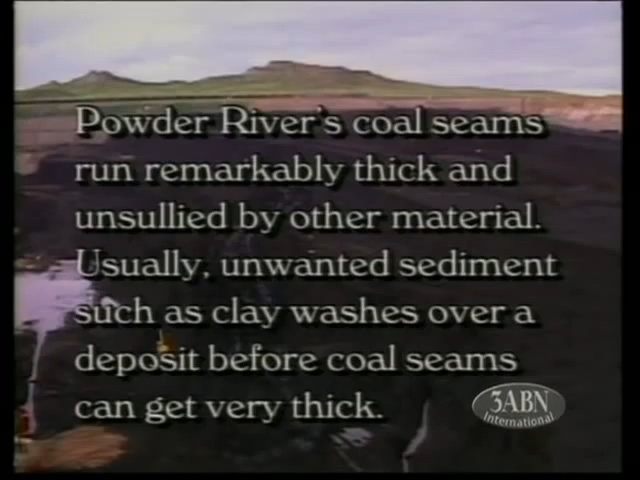 Powder River's coal seams
run remarkably thick and
unsullied by other material.
Usually, unwanted sediment
such as clay washes over a
deposit before coal seams
can get very thick.
3ABN
International